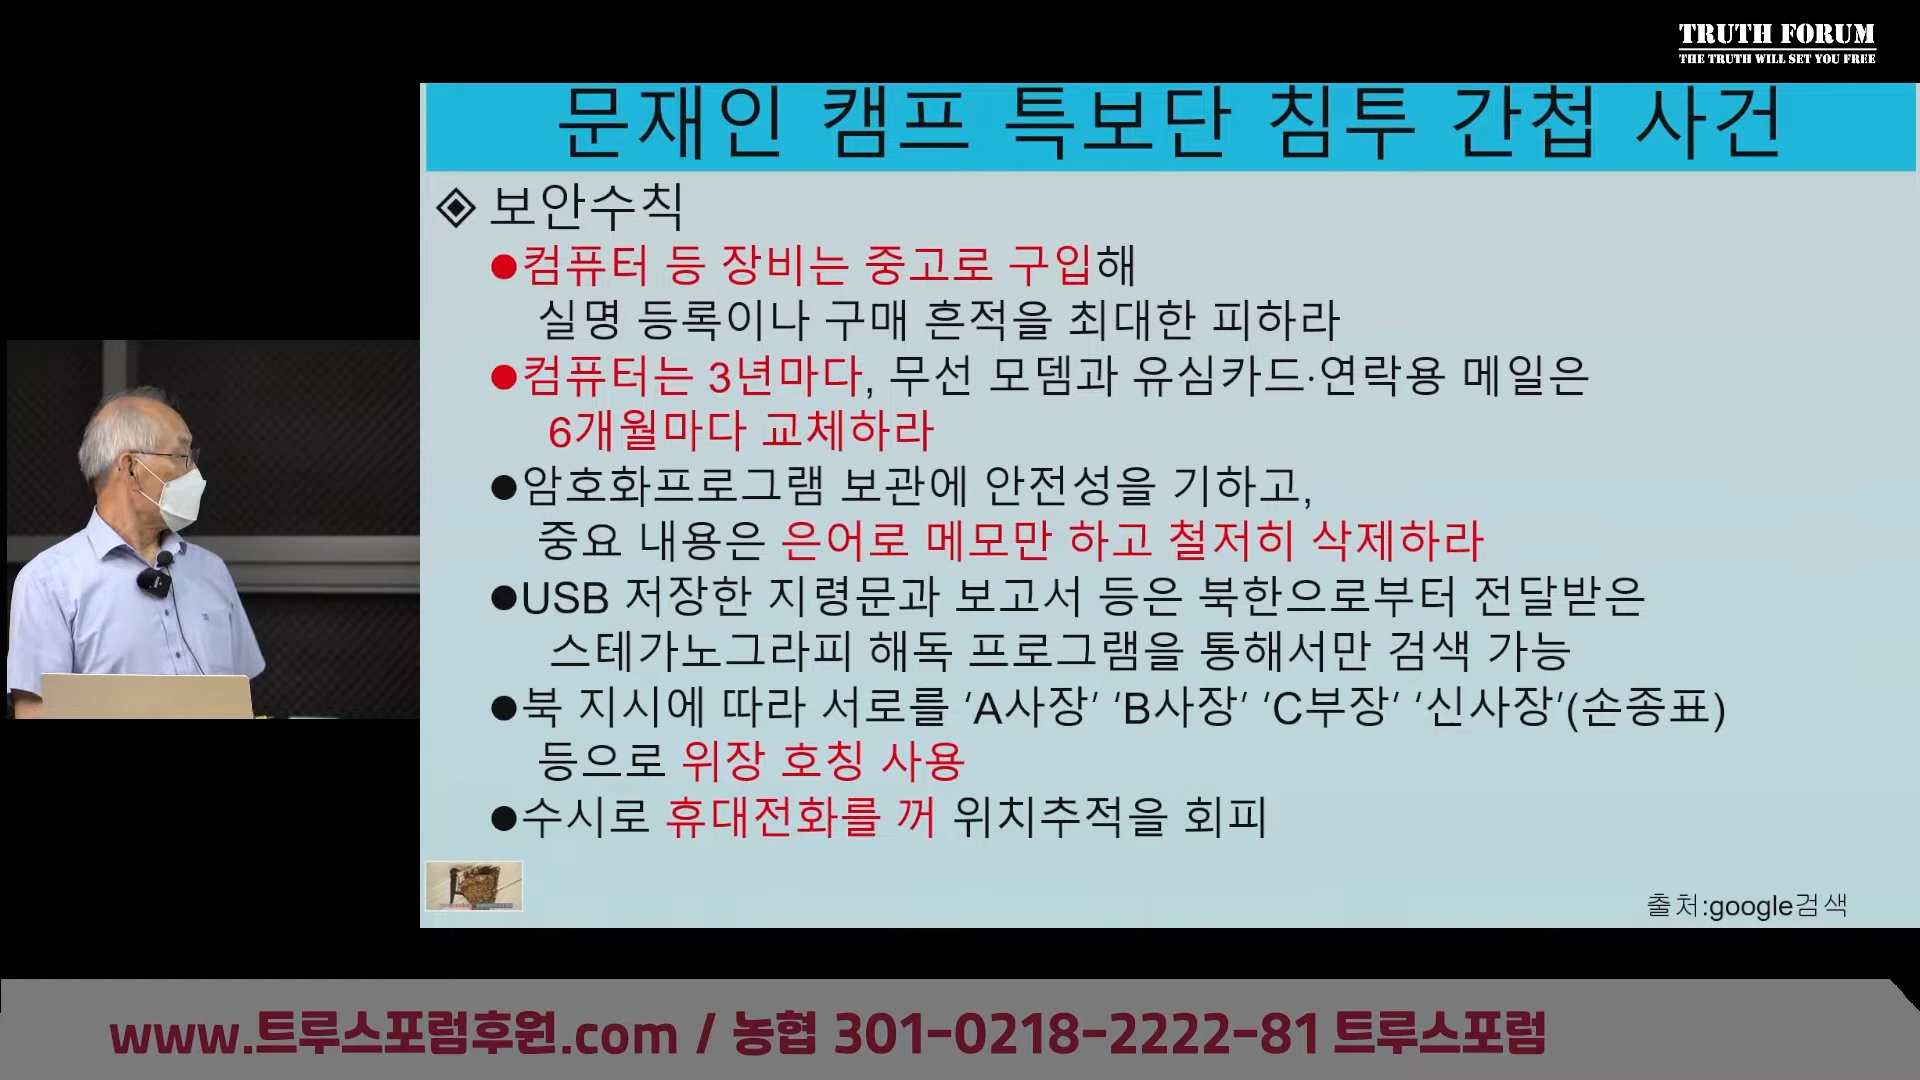 TRUTH FORUM
THE TRUTH WILL SET YOU FREE
문재인 캠프 특보단 침투 간첩 사건
◈ 보안수칙
●컴퓨터 등 장비는 중고로 구입해
실명 등록이나 구매 흔적을 최대한 피하라
●컴퓨터는 3년마다, 무선 모뎀과 유심카드·연락용 메일은
6개월마다 교체하라
●암호화프로그램 보관에 안전성을 기하고,
중요 내용은 은어로 메모만 하고 철저히 삭제하라
●USB 저장한 지령문과 보고서 등은 북한으로부터 전달받은
스테가노그라피 해독 프로그램을 통해서만 검색 가능
●북 지시에 따라 서로를 ‘A사장’ ‘B사장’ ‘C부장’ ‘신사장’(손종표)
등으로 위장 호칭 사용
●수시로 휴대전화를 꺼 위치추적을 회피
출처:google검색
www.트루스포럼후원.com / 농협 301-0218-2222-81 트루스포럼